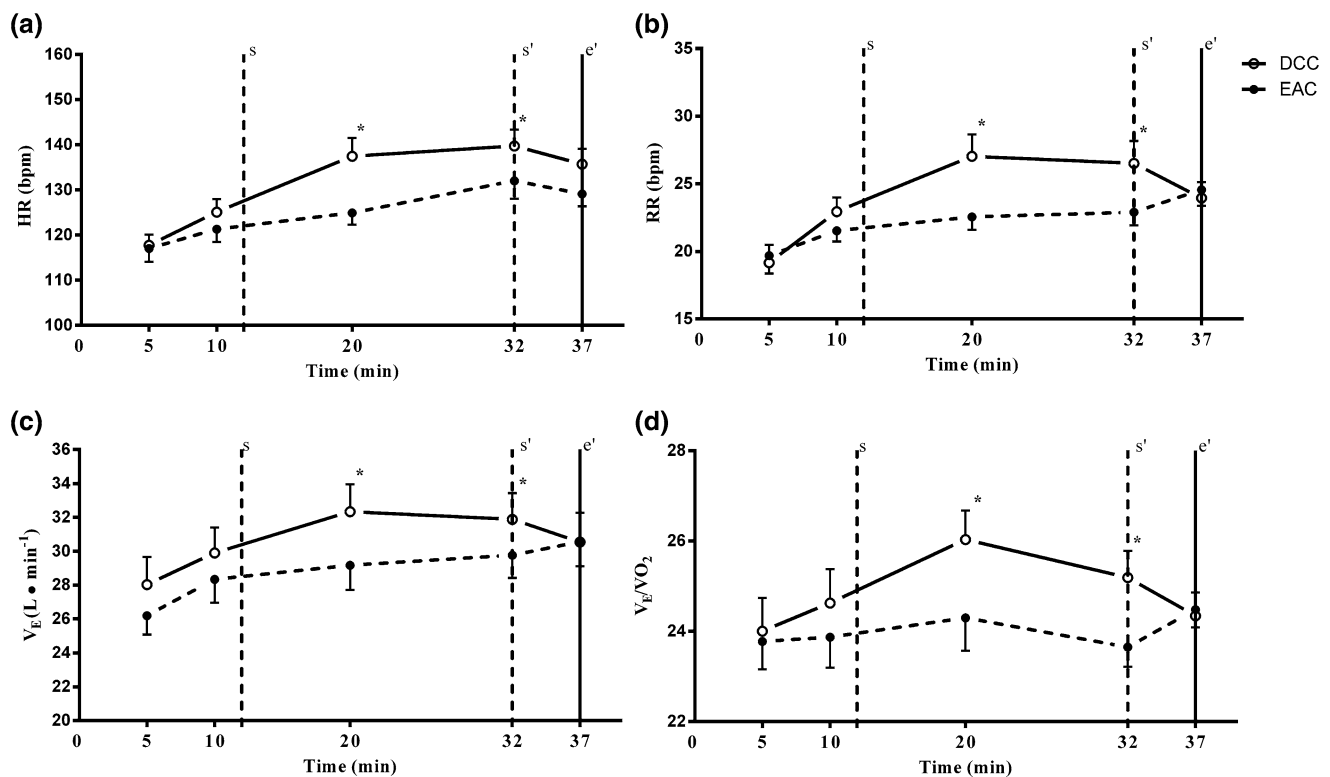 (a)
160
150
140
130
120
110
100
HR (bpm)
s
s'
e'
*
*
0
5
10
20
32
37
Time (min)
(b)
35
30
25
20
15
RR (bpm)
s
s'
e'
*
*
0
5
10
20
32
37
Time (min)
DCC
EAC
(c)
36
34
32
30
28
26
24
22
20
VE (L • min-1)
s
s'
e'
*
*
0
5
10
20
32
37
Time (min)
(d)
28
26
24
22
VE/VO2
s
s'
e'
*
*
0
5
10
20
32
37
Time (min)